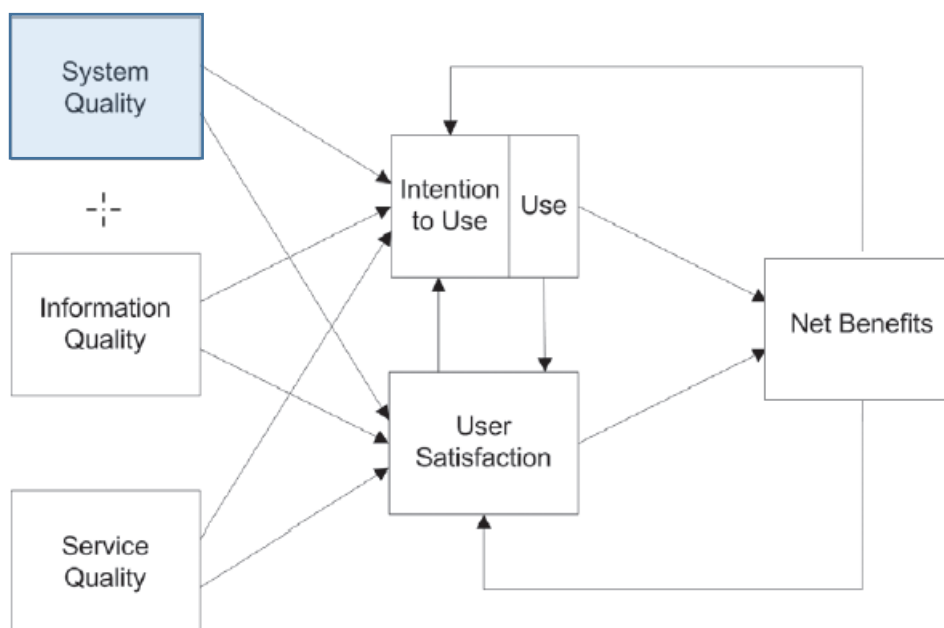 System
Quality
Intention
to Use
Use
Information
Quality
Net Benefits
User
Satisfaction
Service
Quality